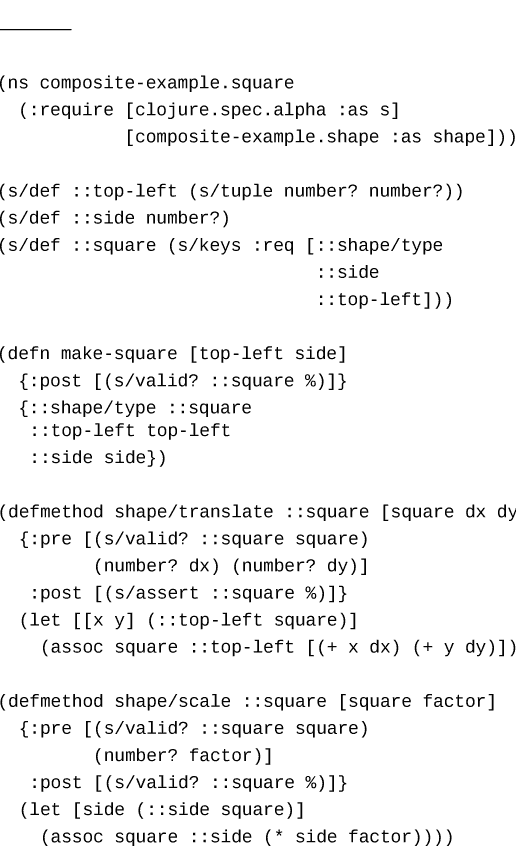 (ns composite-example.square
  (:require [clojure.spec.alpha :as s]
            [composite-example.shape :as shape]))

(s/def ::top-left (s/tuple number? number?))
(s/def ::side number?)
(s/def ::square (s/keys :req [::shape/type
                              ::side
                              ::top-left]))

(defn make-square [top-left side]
  {:post [(s/valid? ::square %)]}
  {::shape/type ::square
   ::top-left top-left
   ::side side})

(defmethod shape/translate ::square [square dx dy
  {:pre [(s/valid? ::square square)
         (number? dx) (number? dy)]
   :post [(s/assert ::square %)]}
  (let [[x y] (::top-left square)]
    (assoc square ::top-left [(+ x dx) (+ y dy)])

(defmethod shape/scale ::square [square factor]
  {:pre [(s/valid? ::square square)
         (number? factor)]
   :post [(s/valid? ::square %)]}
  (let [side (::side square)]
    (assoc square ::side (* side factor))))